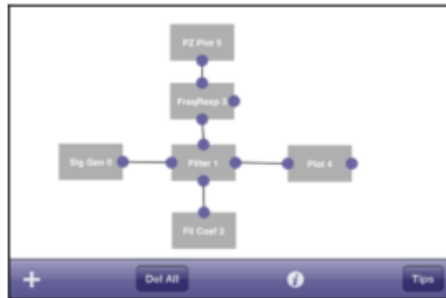 PZ Plot 5
FreqResp 3
Sig Gen 0
Filter 1
Plot 4
Fil Coef 2
+ Del All i Tips